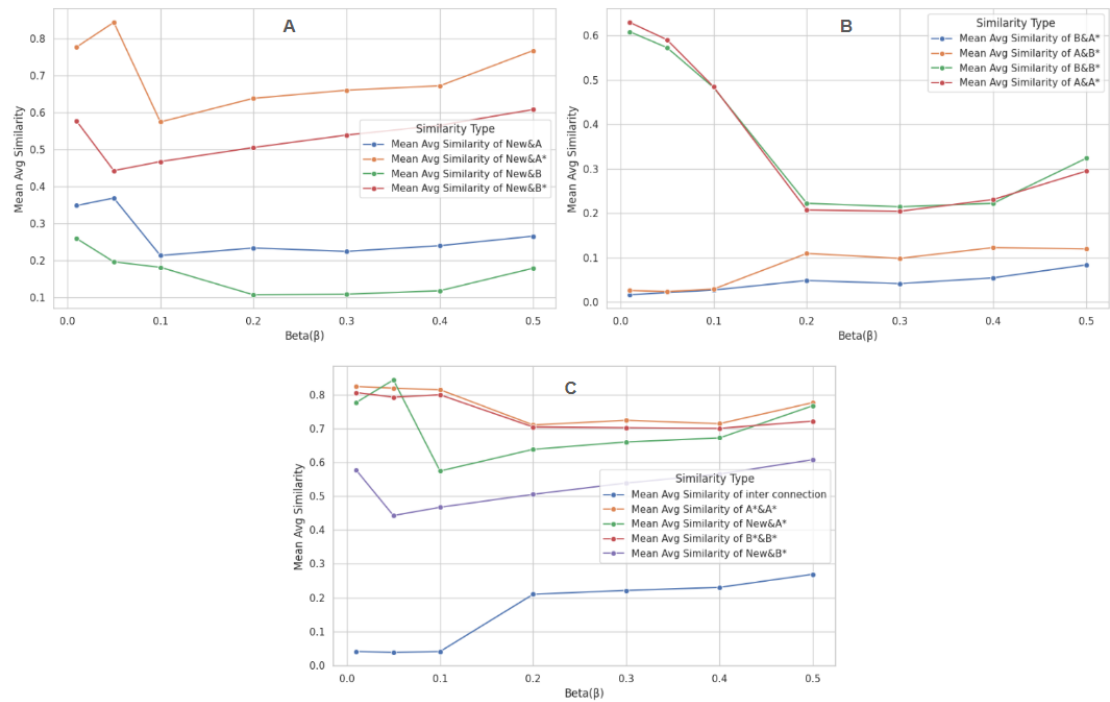 A
Mean Avg Similarity
0.8
0.7
0.6
0.5
0.4
0.3
0.2
0.1
Similarity Type
Mean Avg Similarity of New&A
Mean Avg Similarity of New&A*
Mean Avg Similarity of New&B
Mean Avg Similarity of New&B*
0.0 0.1 0.2 0.3 0.4 0.5
Beta(β)
B
Mean Avg Similarity
0.6
0.5
0.4
0.3
0.2
0.1
0.0
Similarity Type
Mean Avg Similarity of B&A*
Mean Avg Similarity of A&B*
Mean Avg Similarity of B&B*
Mean Avg Similarity of A&A*
0.0 0.1 0.2 0.3 0.4 0.5
Beta(β)
C
Mean Avg Similarity
0.8
0.7
0.6
0.5
0.4
0.3
0.2
0.1
0.0
Similarity Type
Mean Avg Similarity of inter connection
Mean Avg Similarity of A*&A*
Mean Avg Similarity of New&A*
Mean Avg Similarity of B*&B*
Mean Avg Similarity of New&B*
0.0 0.1 0.2 0.3 0.4 0.5
Beta(β)